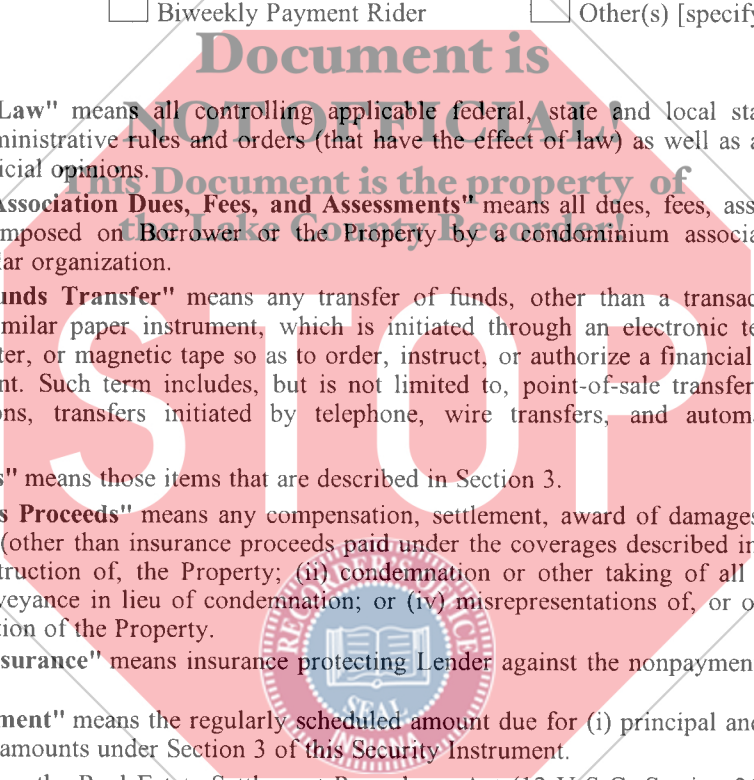 Biweekly Payment Rider Other(s) [specify
Document is
Law" means all controlling applicable federal, state and local sta
NOT OFFICIAL!
ministrative rules and orders (that have the effect of law) as well as a
icial opinions.
This Document is the property of
Association Dues, Fees, and Assessments" means all dues, fees, ass
the Lake County Recorder!
mposed on Borrower or the Property by a condominium associa
lar organization.
unds Transfer" means any transfer of funds, other than a transac
milar paper instrument, which is initiated through an electronic te
ter, or magnetic tape so as to order, instruct, or authorize a financial
nt. Such term includes, but is not limited to, point-of-sale transfer
ons, transfers initiated by telephone, wire transfers, and autom
STOP
s" means those items that are described in Section 3.
s Proceeds" means any compensation, settlement, award of damages
(other than insurance proceeds paid under the coverages described in
truction of, the Property; (ii) condemnation or other taking of all
veyance in lieu of condemnation; or (iv) misrepresentations of, or o
tion of the Property.
RECORDER'S OFFICE
surance" means insurance protecting Lender against the nonpaymen
SEAL
INDIANA
ment" means the regularly scheduled amount due for (i) principal and
amounts under Section 3 of this Security Instrument.